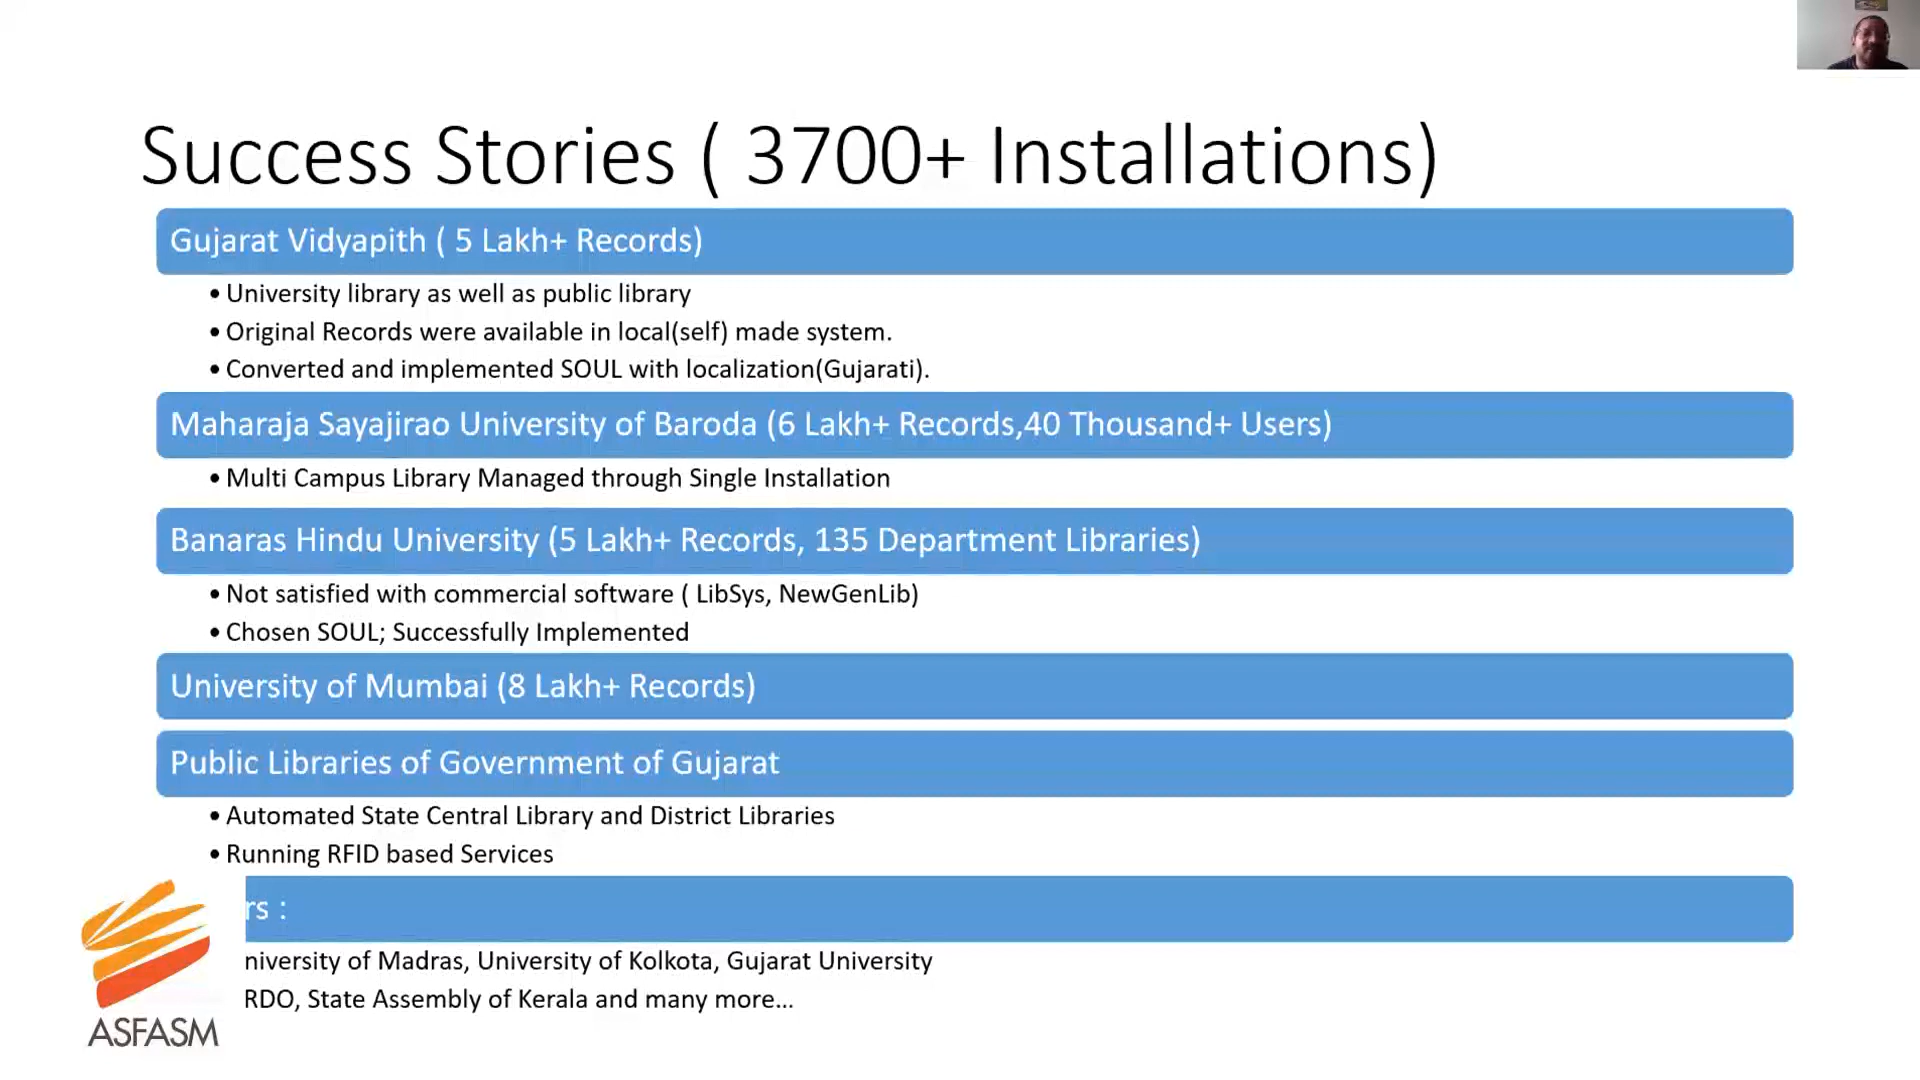 Success Stories ( 3700+ Installations)
Gujarat Vidyapith ( 5 Lakh+ Records)
• University library as well as public library
• Original Records were available in local(self) made system.
• Converted and implemented SOUL with localization(Gujarati).
Maharaja Sayajirao University of Baroda (6 Lakh+ Records,40 Thousand+ Users)
• Multi Campus Library Managed through Single Installation
Banaras Hindu University (5 Lakh+ Records, 135 Department Libraries)
• Not satisfied with commercial software ( LibSys, NewGenLib)
• Chosen SOUL; Successfully Implemented
University of Mumbai (8 Lakh+ Records)
Public Libraries of Government of Gujarat
• Automated State Central Library and District Libraries
• Running RFID based Services
rs :
niversity of Madras, University of Kolkota, Gujarat University
RDO, State Assembly of Kerala and many more...
ASFASM